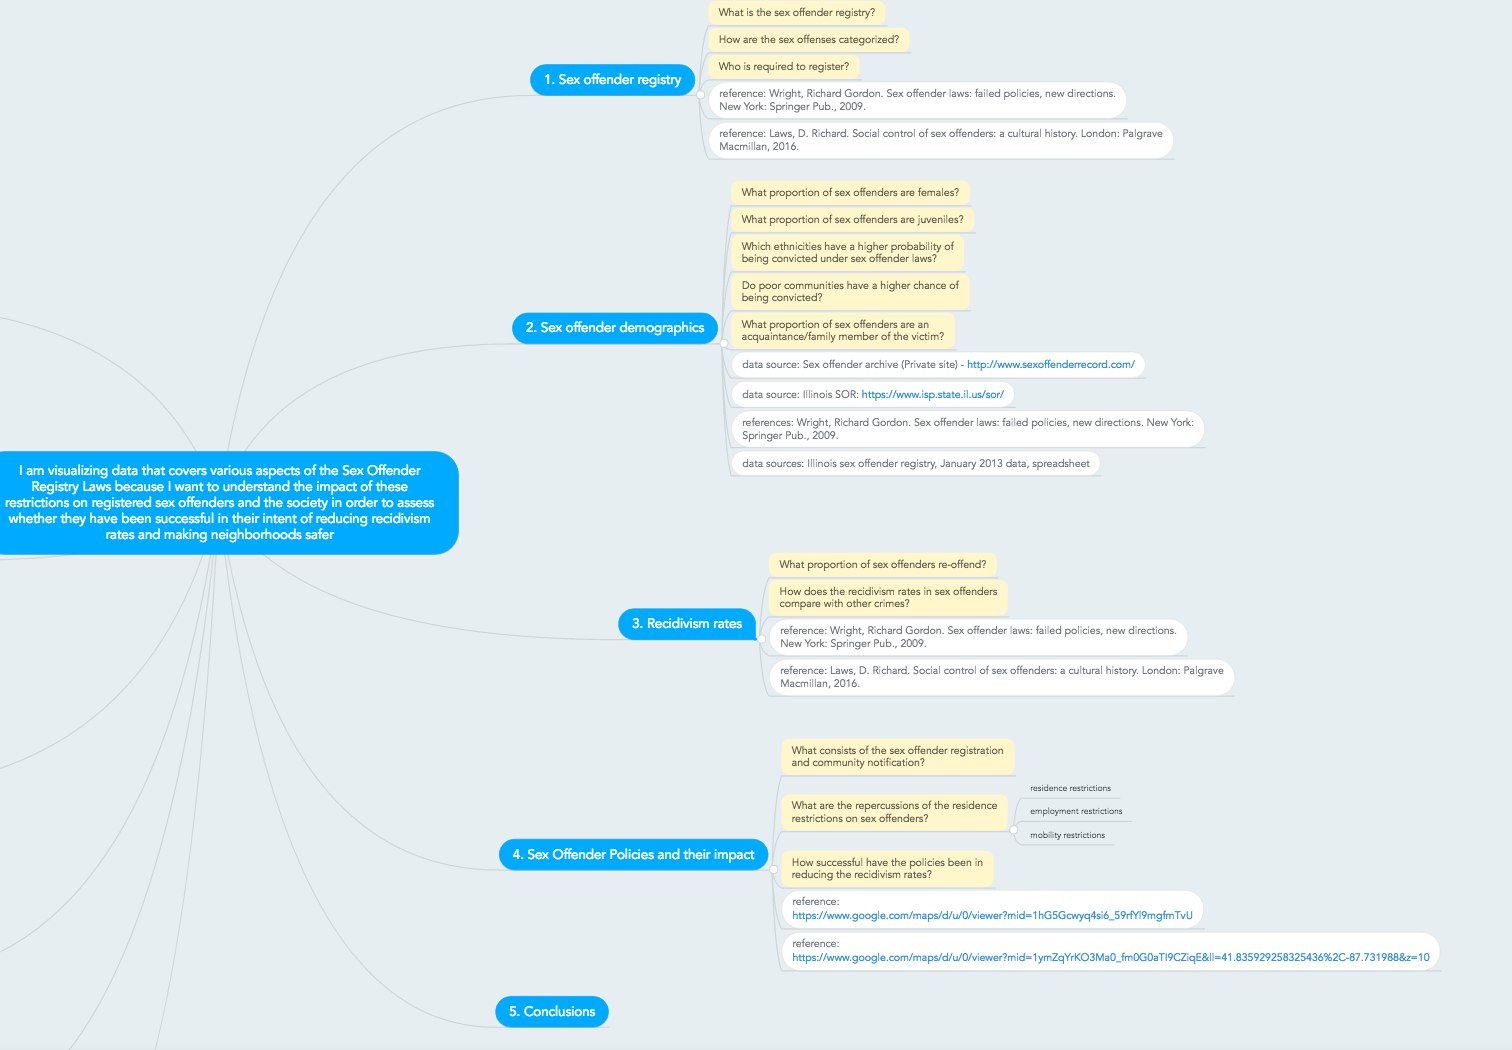 What is the sex offender registry?
How are the sex offenses categorized?
Who is required to register?
1. Sex offender registry
reference: Wright, Richard Gordon. Sex offender laws: failed policies, new directions.
New York: Springer Pub., 2009.
reference: Laws, D. Richard. Social control of sex offenders: a cultural history. London: Palgrave
Macmillan, 2016.
What proportion of sex offenders are females?
What proportion of sex offenders are juveniles?
Which ethnicities have a higher probability of
being convicted under sex offender laws?
Do poor communities have a higher chance of
being convicted?
2. Sex offender demographics
What proportion of sex offenders are an
acquaintance/family member of the victim?
data source: Sex offender archive (Private site) - http://www.sexoffenderrecord.com/
data source: Illinois SOR: https://www.isp.state.il.us/sor/
references: Wright, Richard Gordon. Sex offender laws: failed policies, new directions. New York:
Springer Pub., 2009.
data sources: Illinois sex offender registry, January 2013 data, spreadsheet
I am visualizing data that covers various aspects of the Sex Offender
Registry Laws because I want to understand the impact of these
restrictions on registered sex offenders and the society in order to assess
whether they have been successful in their intent of reducing recidivism
rates and making neighborhoods safer
What proportion of sex offenders re-offend?
How does the recidivism rates in sex offenders
compare with other crimes?
3. Recidivism rates
reference: Wright, Richard Gordon. Sex offender laws: failed policies, new directions.
New York: Springer Pub., 2009.
reference: Laws, D. Richard. Social control of sex offenders: a cultural history. London: Palgrave
Macmillan, 2016.
What consists of the sex offender registration
and community notification?
What are the repercussions of the residence
restrictions on sex offenders?
residence restrictions
employment restrictions
mobility restrictions
4. Sex Offender Policies and their impact
How successful have the policies been in
reducing the recidivism rates?
reference:
https://www.google.com/maps/d/u/0/viewer?mid=1hG5Gcwyq4si6_59rfYl9mgfmTvU
reference:
https://www.google.com/maps/d/u/0/viewer?mid=1ymZqYrKO3Ma0_fm0G0aTI9CZiqE&ll=41.835929258325436%2C-87.731988&z=10
5. Conclusions